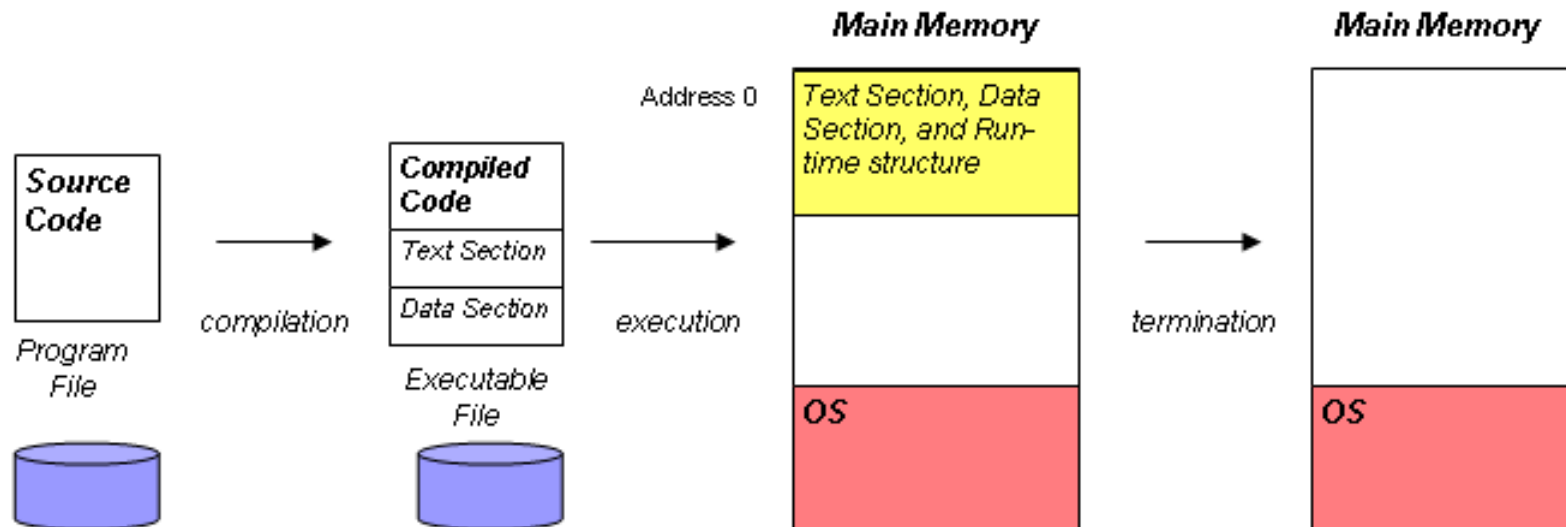 Main Memory
Main Memory
Address 0
Text Section, Data
Section, and Run-
time structure
Source
Code
Compiled
Code
Text Section
Data Section
compilation
execution
termination
Program
File
Executable
File
OS
OS